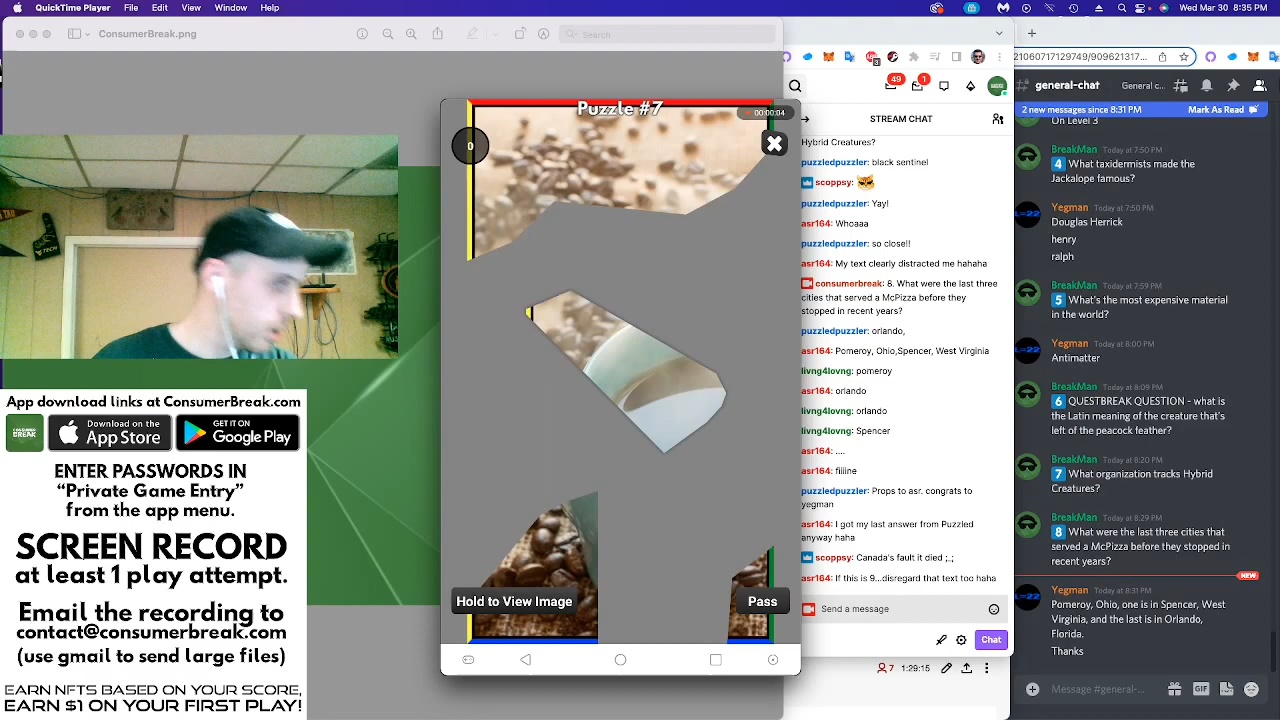 QuickTime Player File Edit View Window Help
Wed Mar 30 8:35 PM
ConsumerBreak.png
Search
21060717129749/909621317...
49
1
general-chat
General c...
STREAM CHAT
2 new messages since 8:31 PM
Mark As Read
Puzzle #7
00:00:04
0
Hold to View Image
Pass
App download links at ConsumerBreak.com
CONSUMER
BREAK
Download on the
AppStore
GET IT ON
Google Play
ENTER PASSWORDS IN
“Private Game Entry”
from the app menu.
SCREEN RECORD
at least 1 play attempt.
Email the recording to
contact@consumerbreak.com
(use gmail to send large files)
EARN NFTS BASED ON YOUR SCORE,
EARN $1 ON YOUR FIRST PLAY!
Hybrid Creatures?
puzzledpuzzler: black sentinel
scoppsy:
puzzledpuzzler: Yay!
asr164: Whoaaa
puzzledpuzzler: so close!!
asr164: My text clearly distracted me hahaha
consumerbreak: 8. What were the last three
cities that served a McPizza before they
stopped in recent years?
puzzledpuzzler: orlando,
asr164: Pomeroy, Ohio,Spencer, West Virginia
livng4lovng: pomeroy
asr164: orlando
livng4lovng: orlando
livng4lovng: Spencer
asr164: ....
asr164: fiiiine
puzzledpuzzler: Props to asr. congrats to
yegman
asr164: I got my last answer from Puzzled
anyway haha
scoppsy: Canada's fault it died ;_;
asr164: If this is 9...disregard that text too haha
Send a message
Chat
7 1:29:15
On Level 3
BreakMan Today at 7:50 PM
4 What taxidermists made the
Jackalope famous?
Yegman Today at 7:50 PM
Douglas Herrick
henry
ralph
BreakMan Today at 7:59 PM
5 What's the most expensive material
in the world?
Yegman Today at 8:00 PM
Antimatter
BreakMan Today at 8:09 PM
6 QUESTBREAK QUESTION - what is
the Latin meaning of the creature that's
left of the peacock feather?
BreakMan Today at 8:20 PM
7 What organization tracks Hybrid
Creatures?
BreakMan Today at 8:29 PM
8 What were the last three cities that
served a McPizza before they stopped in
recent years?
NEW
Yegman Today at 8:31 PM
Pomeroy, Ohio, one is in Spencer, West
Virginia, and the last is in Orlando,
Florida.
Thanks
Message #general-...
GIF